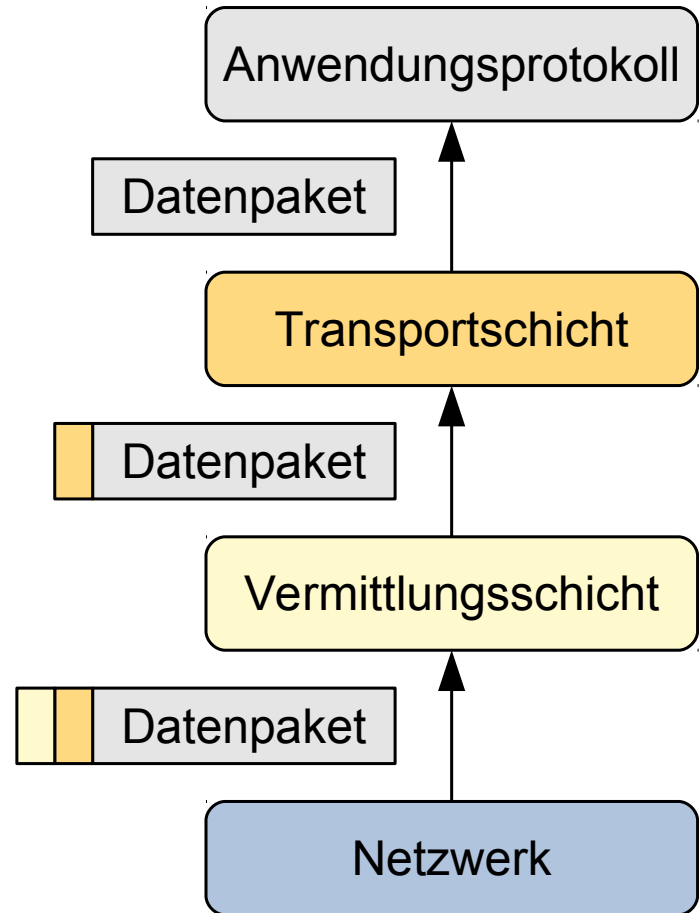 Anwendungsprotokoll
Datenpaket
Transportschicht
Datenpaket
Vermittlungsschicht
Datenpaket
Netzwerk